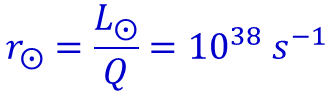 r⊙ = L⊙/Q = 10³⁸ s⁻¹